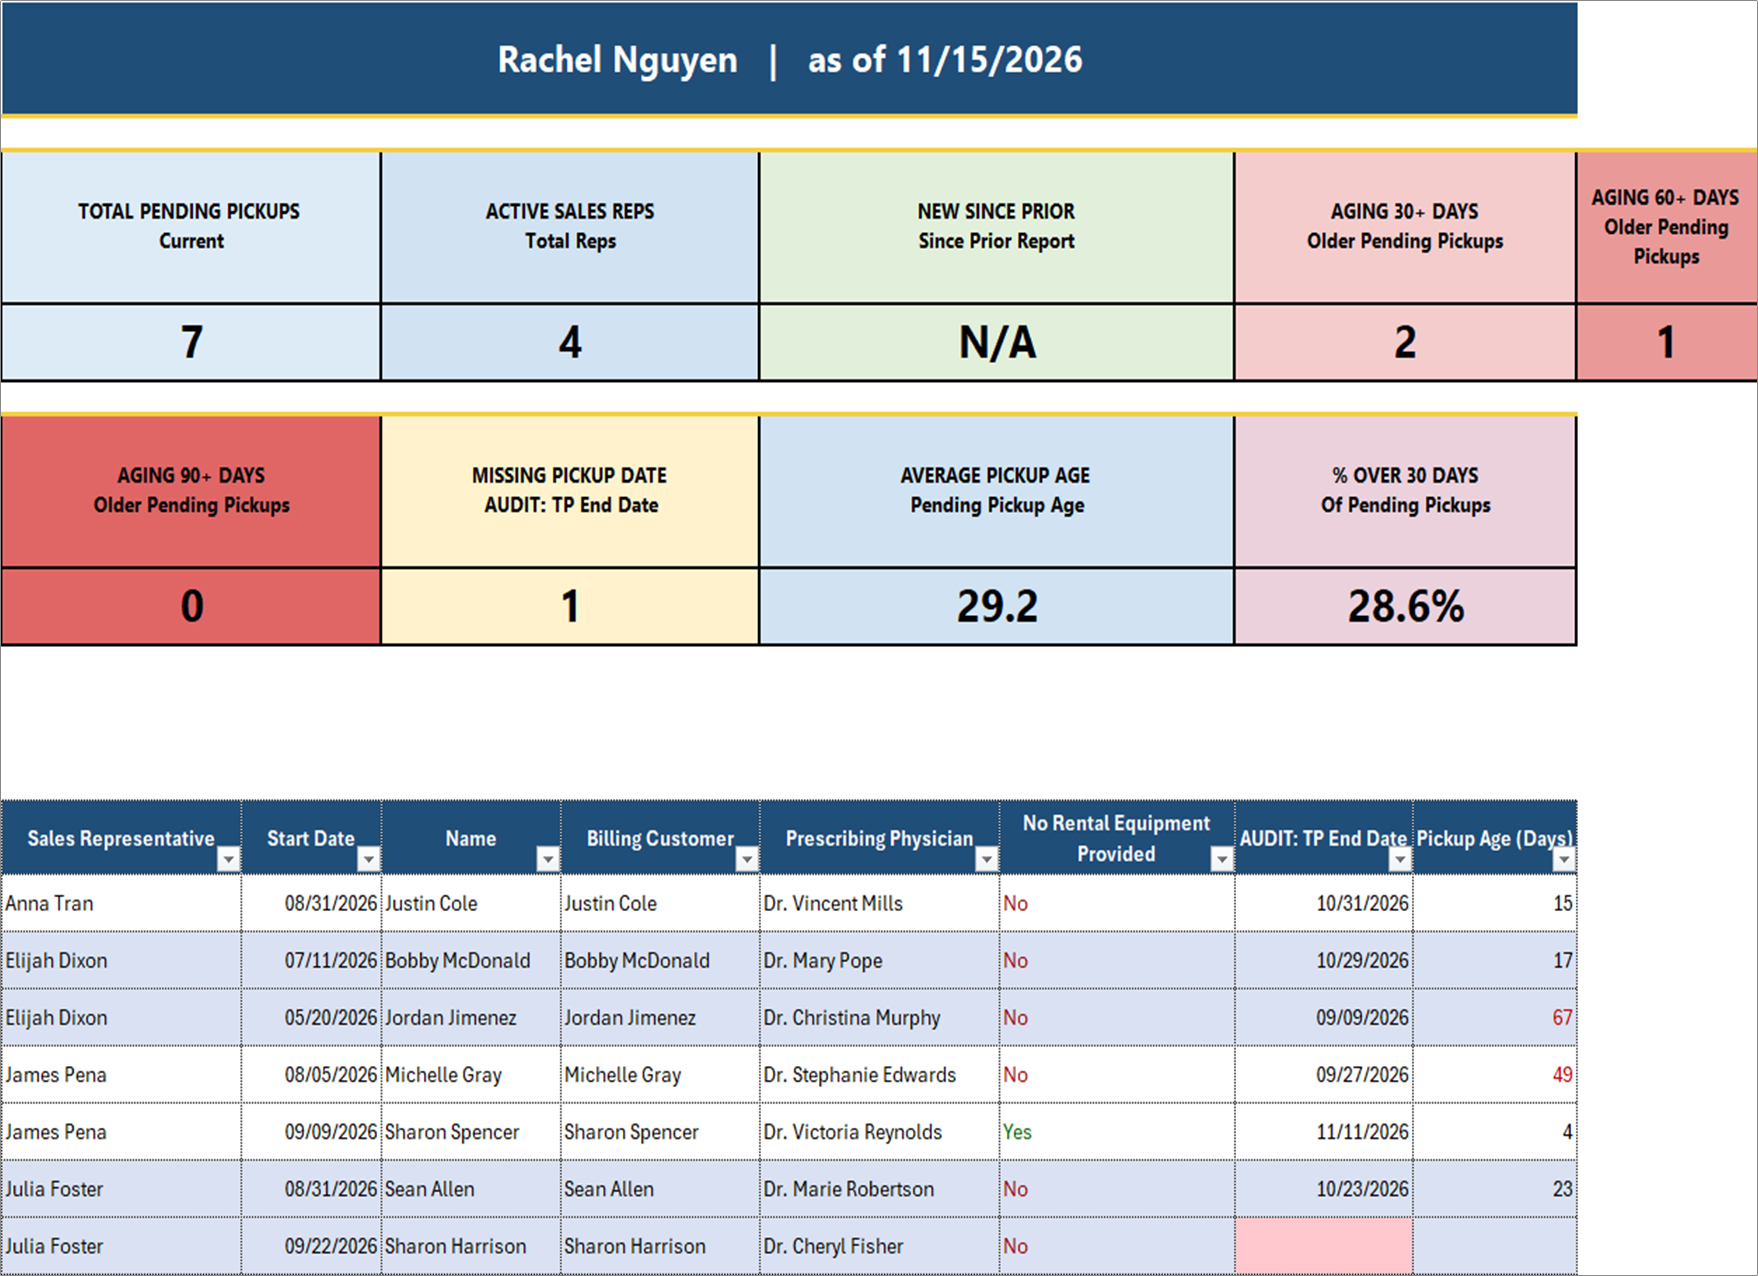 Rachel Nguyen | as of 11/15/2026
TOTAL PENDING PICKUPS
Current
ACTIVE SALES REPS
Total Reps
NEW SINCE PRIOR
Since Prior Report
AGING 30+ DAYS
Older Pending Pickups
AGING 60+ DAYS
Older Pending
Pickups
7
4
N/A
2
1
AGING 90+ DAYS
Older Pending Pickups
MISSING PICKUP DATE
AUDIT: TP End Date
AVERAGE PICKUP AGE
Pending Pickup Age
% OVER 30 DAYS
Of Pending Pickups
0
1
29.2
28.6%
Sales Representative Start Date Name Billing Customer Prescribing Physician No Rental Equipment Provided AUDIT: TP End Date Pickup Age (Days)
Anna Tran 08/31/2026 Justin Cole Justin Cole Dr. Vincent Mills No 10/31/2026 15
Elijah Dixon 07/11/2026 Bobby McDonald Bobby McDonald Dr. Mary Pope No 10/29/2026 17
Elijah Dixon 05/20/2026 Jordan Jimenez Jordan Jimenez Dr. Christina Murphy No 09/09/2026 67
James Pena 08/05/2026 Michelle Gray Michelle Gray Dr. Stephanie Edwards No 09/27/2026 49
James Pena 09/09/2026 Sharon Spencer Sharon Spencer Dr. Victoria Reynolds Yes 11/11/2026 4
Julia Foster 08/31/2026 Sean Allen Sean Allen Dr. Marie Robertson No 10/23/2026 23
Julia Foster 09/22/2026 Sharon Harrison Sharon Harrison Dr. Cheryl Fisher No